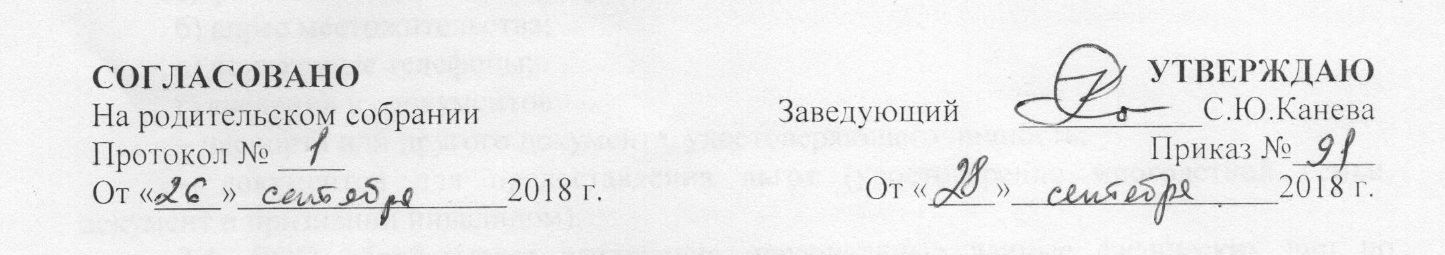 СОГЛАСОВАНО
На родительском собрании
Протокол № 1
От «26 » сентября 2018 г.
УТВЕРЖДАЮ
Заведующий С.Ю.Канева
Приказ № 91
От «28» сентября 2018 г.